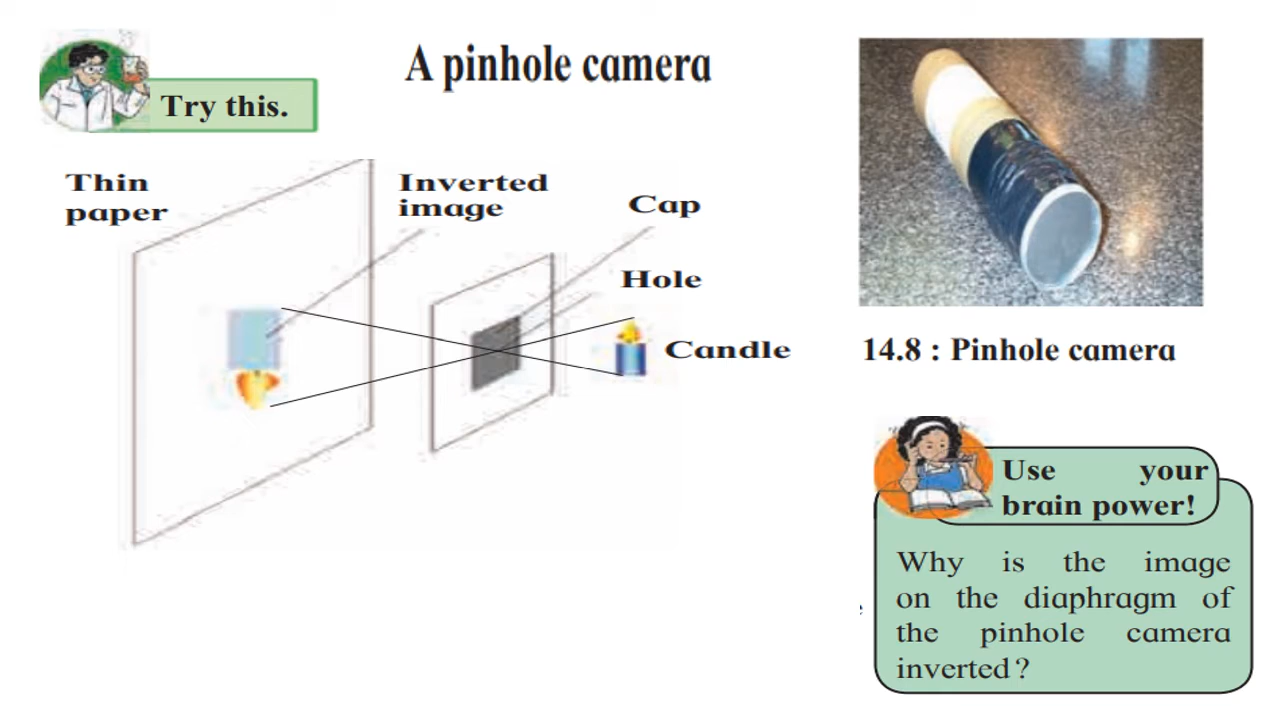 A pinhole camera
Try this.
Thin
paper
Inverted
image
Cap
Hole
Candle
14.8 : Pinhole camera
Use your
brain power!
Why is the image
on the diaphragm of
the pinhole camera
inverted?